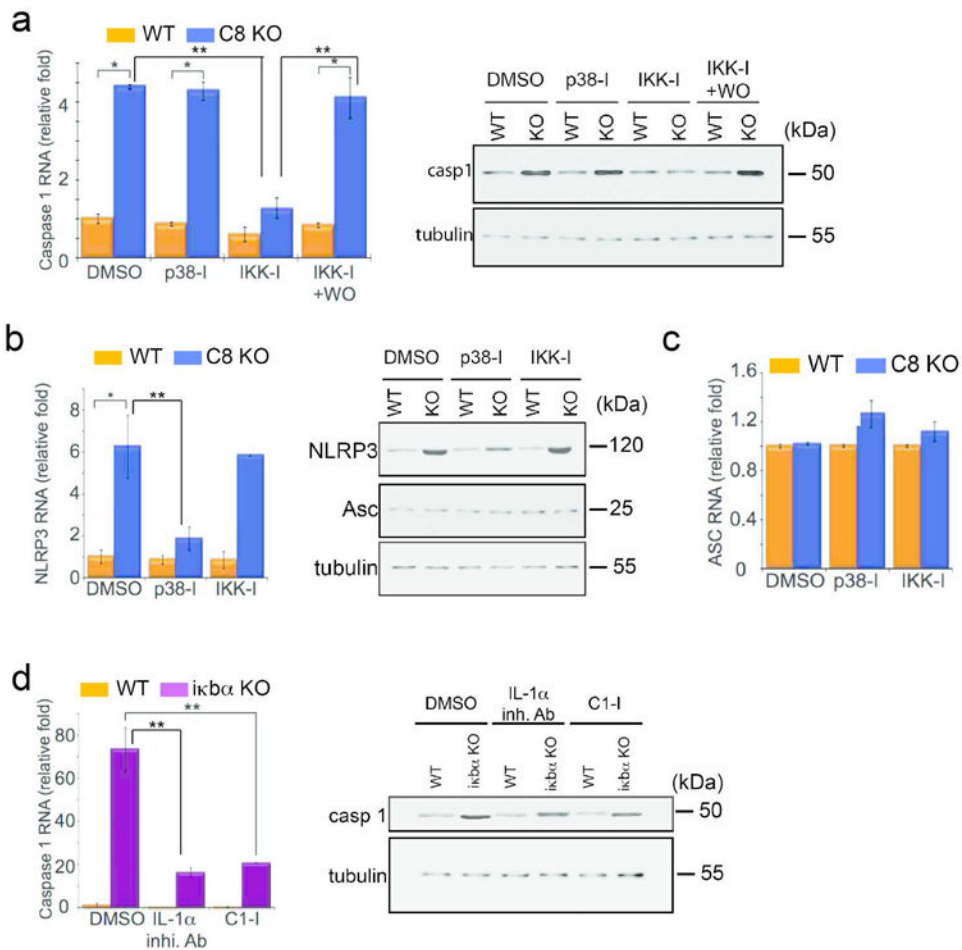 a
WT C8 KO
** **
* * *
Caspase 1 RNA (relative fold)
4
2
0
DMSO p38-I IKK-I IKK-I
+WO
DMSO p38-I IKK-I IKK-I
+WO
WT KO WT KO WT KO WT KO (kDa)
casp1 50
tubulin 55
b
WT C8 KO
* **
NLRP3 RNA (relative fold)
8
6
4
2
0
DMSO p38-I IKK-I
DMSO p38-I IKK-I
WT KO WT KO WT KO (kDa)
NLRP3 120
Asc 25
tubulin 55
c
WT C8 KO
ASC RNA (relative fold)
1.6
1.2
0.8
0.4
0
DMSO p38-I IKK-I
d
WT iκbα KO
**
**
Caspase 1 RNA (relative fold)
80
60
40
20
0
DMSO IL-1α C1-I
inhi. Ab
DMSO IL-1α C1-I
inh. Ab
WT iκbα KO WT iκbα KO WT iκbα KO (kDa)
casp 1 50
tubulin 55